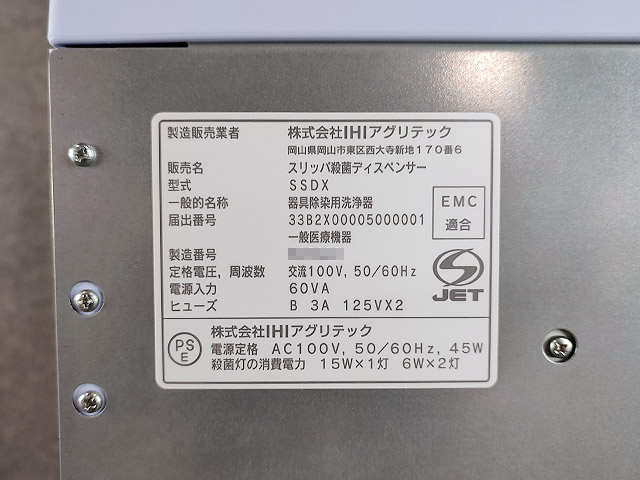 製造販売業者 株式会社IHIアグリテック
岡山県岡山市東区西大寺新地170番6
販売名 スリッパ殺菌ディスペンサー
型式 SSDX
一般的名称 器具除染用洗浄器
届出番号 33B2X00005000001
一般医療機器
EMC
適合
製造番号
定格電圧,周波数 交流100V,50/60Hz
電源入力 60VA
ヒューズ B 3A 125VX2
S
JET
PS
E
株式会社IHIアグリテック
電源定格 AC100V,50/60Hz,45W
殺菌灯の消費電力 15W×1灯 6W×2灯